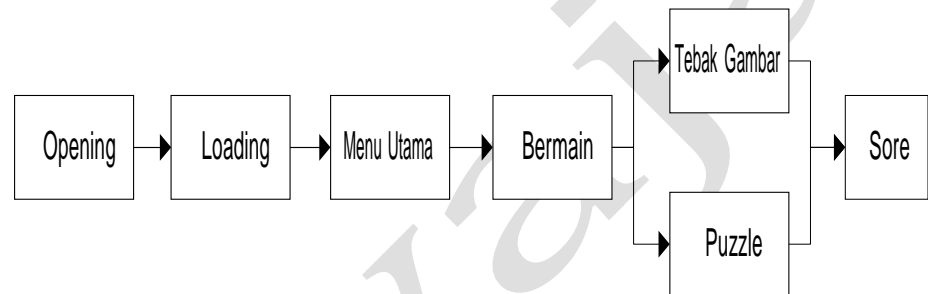 Opening
Loading
Menu Utama
Bermain
Tebak Gambar
Puzzle
Sore